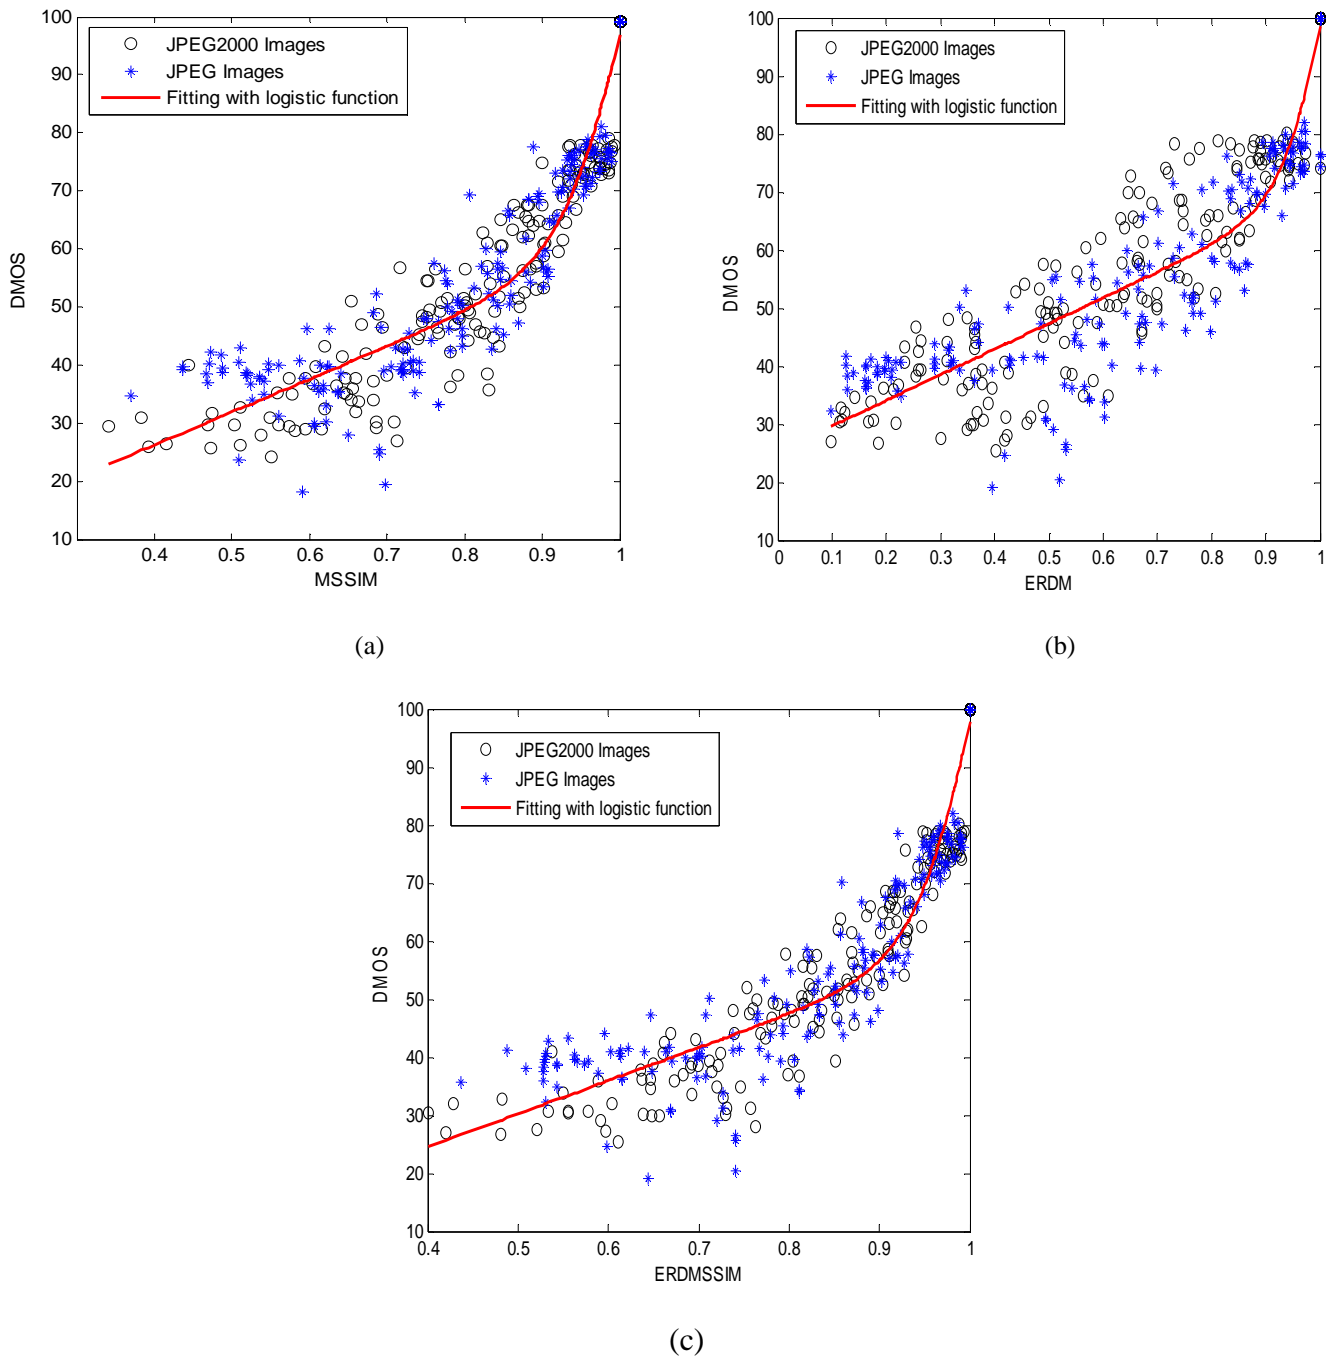 100
90
80
70
60
50
40
30
20
10
DMOS
JPEG2000 Images
JPEG Images
Fitting with logistic function
0.4 0.5 0.6 0.7 0.8 0.9 1
MSSIM
(a)
100
90
80
70
60
50
40
30
20
10
DMOS
JPEG2000 Images
JPEG Images
Fitting with logistic function
0 0.1 0.2 0.3 0.4 0.5 0.6 0.7 0.8 0.9 1
ERDM
(b)
100
90
80
70
60
50
40
30
20
10
DMOS
JPEG2000 Images
JPEG Images
Fitting with logistic function
0.4 0.5 0.6 0.7 0.8 0.9 1
ERDMSSIM
(c)